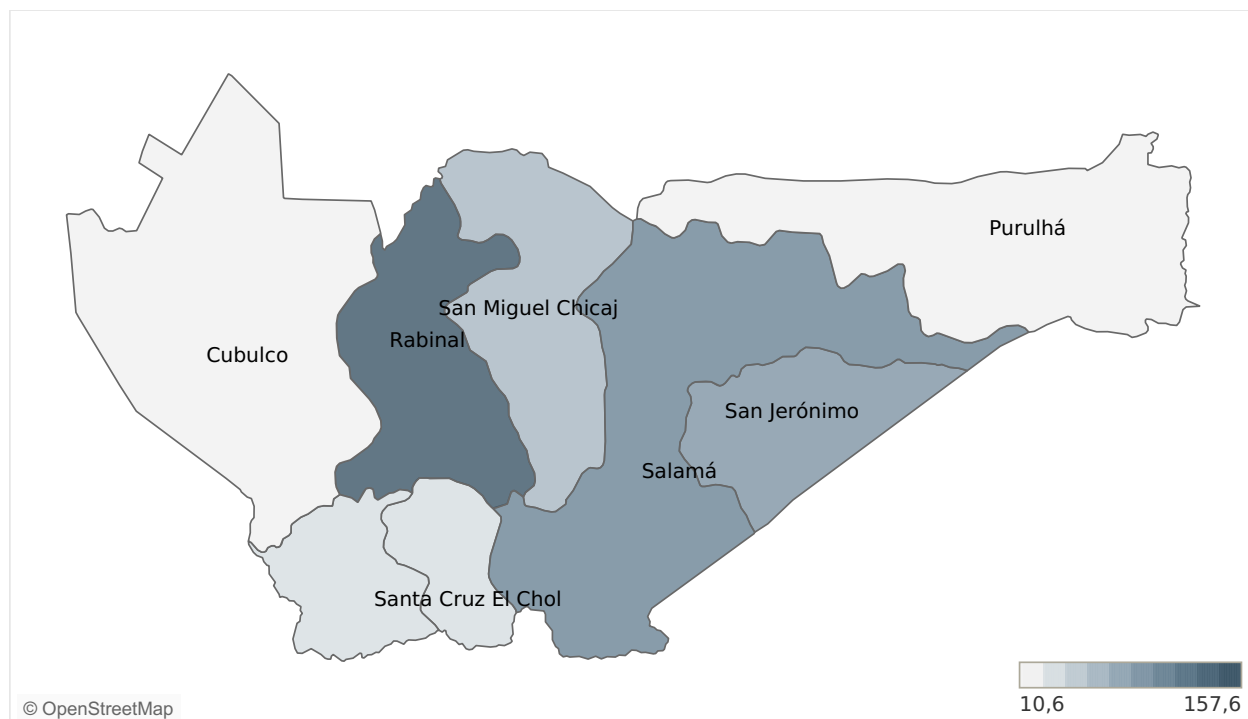 Purulhá
San Miguel Chicaj
Rabinal
Cubulco
San Jerónimo
Salamá
Santa Cruz El Chol
10,6
157,6
© OpenStreetMap